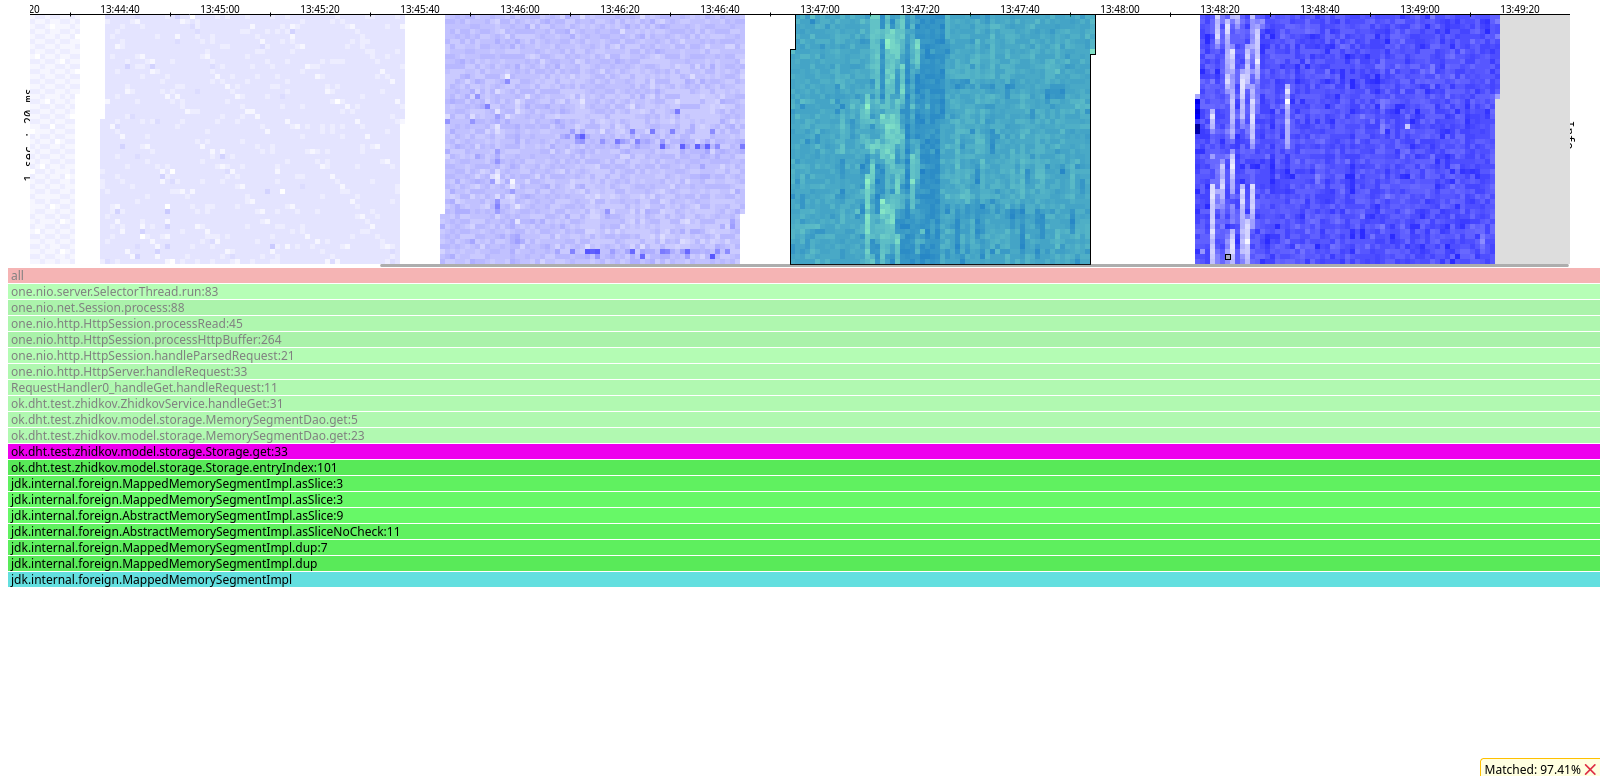 20 13:44:40 13:45:00 13:45:20 13:45:40 13:46:00 13:46:20 13:46:40 13:47:00 13:47:20 13:47:40 13:48:00 13:48:20 13:48:40 13:49:00 13:49:20
1 sec : 20 ms
all
one.nio.server.SelectorThread.run:83
one.nio.net.Session.process:88
one.nio.http.HttpSession.processRead:45
one.nio.http.HttpSession.processHttpBuffer:264
one.nio.http.HttpSession.handleParsedRequest:21
one.nio.http.HttpServer.handleRequest:33
RequestHandler0_handleGet.handleRequest:11
ok.dht.test.zhidkov.ZhidkovService.handleGet:31
ok.dht.test.zhidkov.model.storage.MemorySegmentDao.get:5
ok.dht.test.zhidkov.model.storage.MemorySegmentDao.get:23
ok.dht.test.zhidkov.model.storage.Storage.get:33
ok.dht.test.zhidkov.model.storage.Storage.entryIndex:101
jdk.internal.foreign.MappedMemorySegmentImpl.asSlice:3
jdk.internal.foreign.MappedMemorySegmentImpl.asSlice:3
jdk.internal.foreign.AbstractMemorySegmentImpl.asSlice:9
jdk.internal.foreign.AbstractMemorySegmentImpl.asSliceNoCheck:11
jdk.internal.foreign.MappedMemorySegmentImpl.dup:7
jdk.internal.foreign.MappedMemorySegmentImpl.dup
jdk.internal.foreign.MappedMemorySegmentImpl
Matched: 97.41%